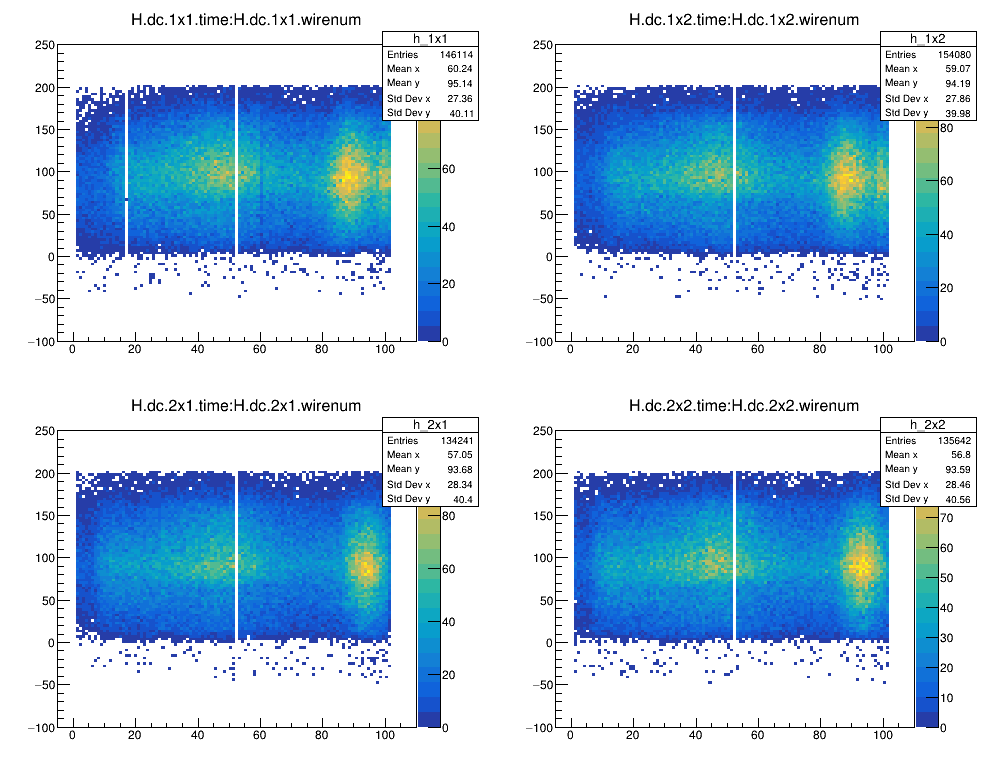 H.dc.1x1.time:H.dc.1x1.wirenum
h_1x1
Entries 146114
Mean x 60.24
Mean y 95.14
Std Dev x 27.36
Std Dev y 40.11
250
200
150
100
50
0
−50
−100
0 20 40 60 80 100
60
40
20
0
H.dc.1x2.time:H.dc.1x2.wirenum
h_1x2
Entries 154080
Mean x 59.07
Mean y 94.19
Std Dev x 27.86
Std Dev y 39.98
250
200
150
100
50
0
−50
−100
0 20 40 60 80 100
80
60
40
20
0
H.dc.2x1.time:H.dc.2x1.wirenum
h_2x1
Entries 134241
Mean x 57.05
Mean y 93.68
Std Dev x 28.34
Std Dev y 40.4
250
200
150
100
50
0
−50
−100
0 20 40 60 80 100
80
60
40
20
0
H.dc.2x2.time:H.dc.2x2.wirenum
h_2x2
Entries 135642
Mean x 56.8
Mean y 93.59
Std Dev x 28.46
Std Dev y 40.56
250
200
150
100
50
0
−50
−100
0 20 40 60 80 100
70
60
50
40
30
20
10
0